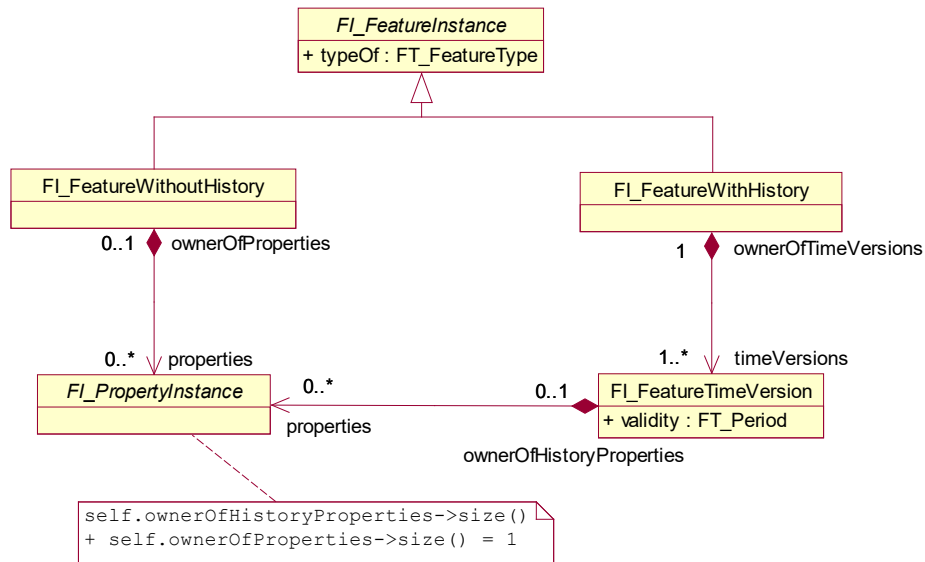 FI_FeatureInstance
+ typeOf : FT_FeatureType
FI_FeatureWithoutHistory
FI_FeatureWithHistory
0..1
ownerOfProperties
1
ownerOfTimeVersions
0..*
properties
1..*
timeVersions
FI_PropertyInstance
0..*
properties
0..1
ownerOfHistoryProperties
FI_FeatureTimeVersion
+ validity : FT_Period
self.ownerOfHistoryProperties->size()
+ self.ownerOfProperties->size() = 1